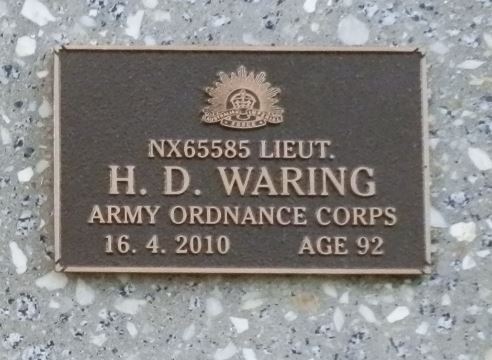 NX65585 LIEUT.
H. D. WARING
ARMY ORDNANCE CORPS
16. 4. 2010 AGE 92